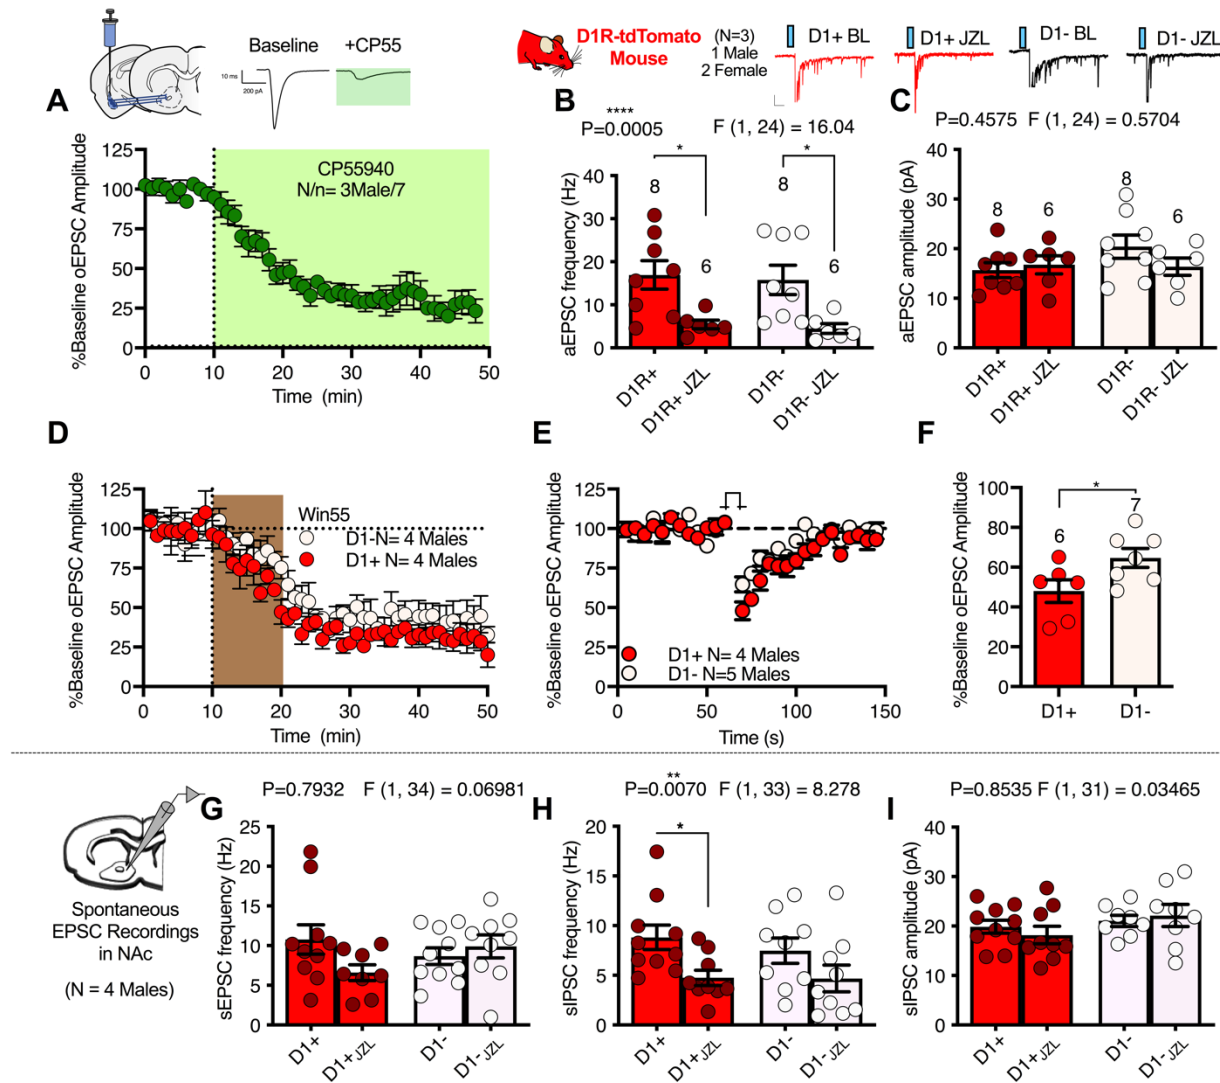 Baseline
+CP55
10 ms
200 pA
D1R-tdTomato
Mouse
(N=3)
1 Male
2 Female
D1+ BL
D1+ JZL
D1- BL
D1- JZL
A
%Baseline oEPSC Amplitude
125
100
75
50
25
0
CP55940
N/n= 3Male/7
0
10
20
30
40
50
Time (min)
B
****
P=0.0005
F (1, 24) = 16.04
aEPSC frequency (Hz)
40
30
20
10
0
*
*
8
6
8
6
D1R+
D1R+ JZL
D1R-
D1R- JZL
C
P=0.4575
F (1, 24) = 0.5704
aEPSC amplitude (pA)
40
30
20
10
0
8
6
8
6
D1R+
D1R+ JZL
D1R-
D1R- JZL
D
%Baseline oEPSC Amplitude
125
100
75
50
25
0
Win55
D1-N= 4 Males
D1+ N= 4 Males
0
10
20
30
40
50
Time (min)
E
%Baseline oEPSC Amplitude
125
100
75
50
25
0
D1+ N= 4 Males
D1- N=5 Males
0
50
100
150
Time (s)
F
%Baseline oEPSC Amplitude
100
80
60
40
20
0
*
6
7
D1+
D1-
Spontaneous
EPSC Recordings
in NAc
(N = 4 Males)
G
P=0.7932
F (1, 34) = 0.06981
sEPSC frequency (Hz)
25
20
15
10
5
0
D1+
D1+JZL
D1-
D1-JZL
H
**
P=0.0070
F (1, 33) = 8.278
sIPSC frequency (Hz)
20
15
10
5
0
*
D1+
D1+JZL
D1-
D1-JZL
I
P=0.8535
F (1, 31) = 0.03465
sIPSC amplitude (pA)
40
30
20
10
0
D1+
D1+JZL
D1-
D1-JZL